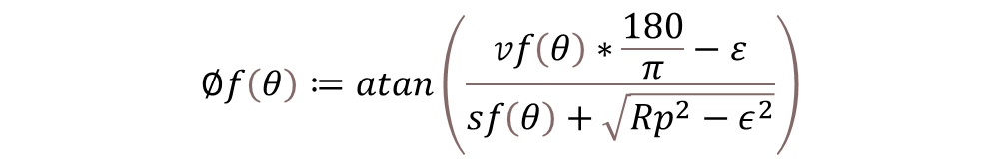 ∅f(θ) ≔ atan((vf(θ) * 180/π − ε)/(sf(θ) + √(Rp² − ϵ²)))